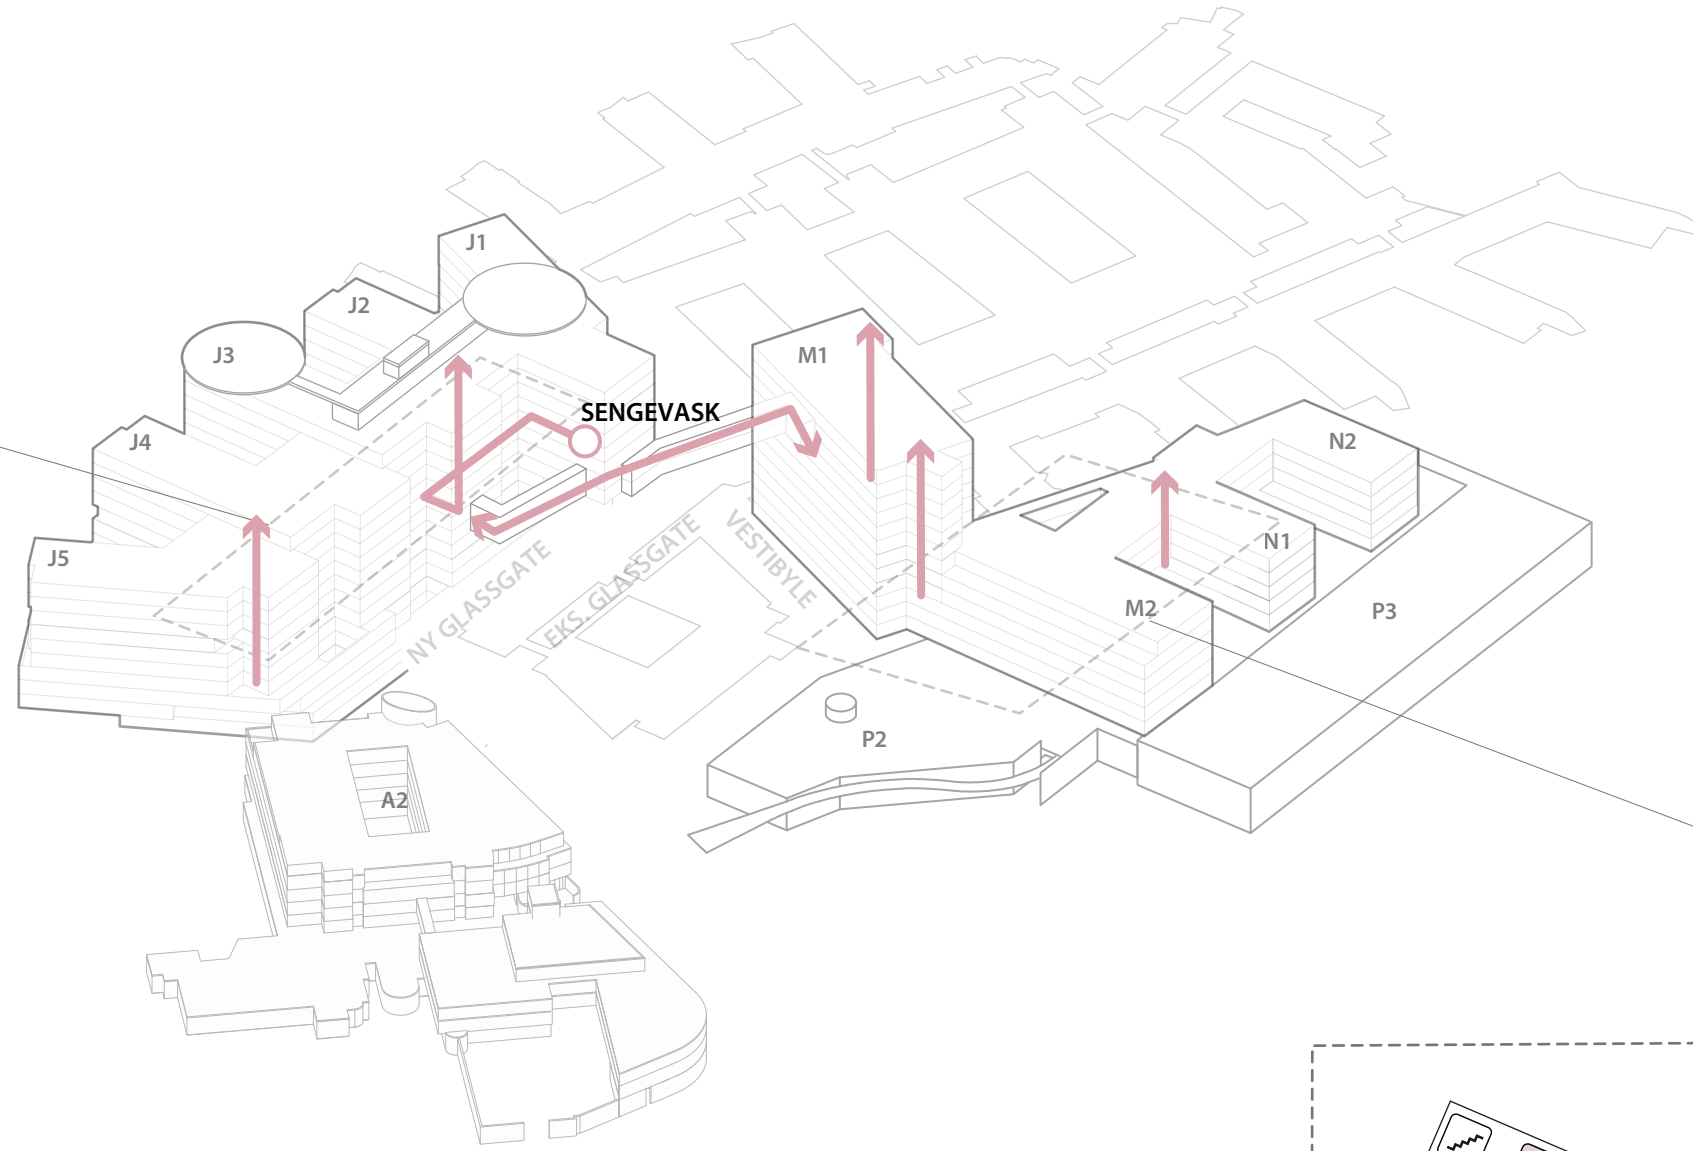 J1
J2
J3
M1
SENGEVASK
J4
N2
VESTIBYLE
N1
J5
NY GLASSGATE
EKS. GLASSGATE
M2
P3
P2
A2